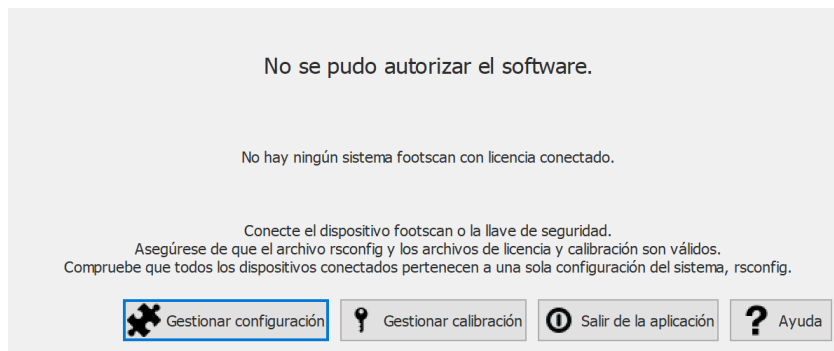 No se pudo autorizar el software.
No hay ningún sistema footscan con licencia conectado.
Conecte el dispositivo footscan o la llave de seguridad.
Asegúrese de que el archivo rsconfig y los archivos de licencia y calibración son válidos.
Compruebe que todos los dispositivos conectados pertenecen a una sola configuración del sistema, rsconfig.
Gestionar configuración Gestionar calibración Salir de la aplicación Ayuda